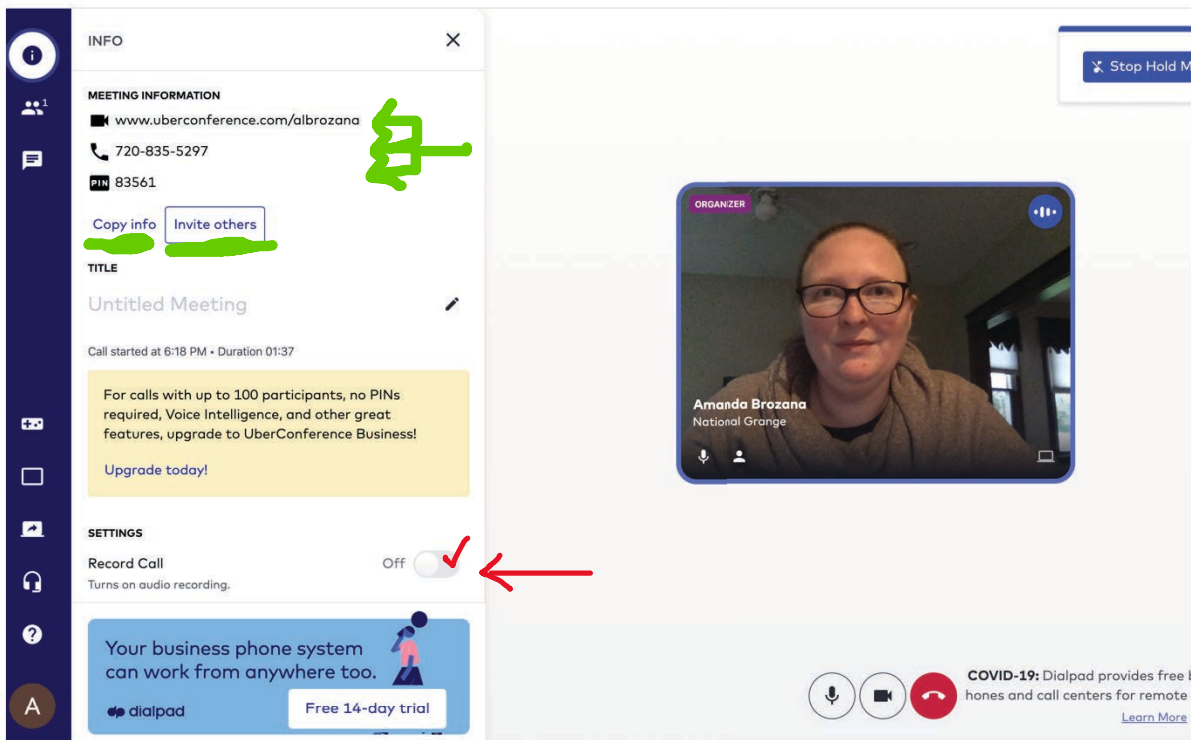 INFO
MEETING INFORMATION
www.uberconference.com/albrozana
720-835-5297
PIN 83561
Copy info Invite others
TITLE
Untitled Meeting
Call started at 6:18 PM • Duration 01:37
For calls with up to 100 participants, no PINs
required, Voice Intelligence, and other great
features, upgrade to UberConference Business!
Upgrade today!
SETTINGS
Record Call Off
Turns on audio recording.
Your business phone system
can work from anywhere too.
dialpad Free 14-day trial
1
A
Stop Hold M
ORGANIZER
Amanda Brozana
National Grange
COVID-19: Dialpad provides free
hones and call centers for remote
Learn More